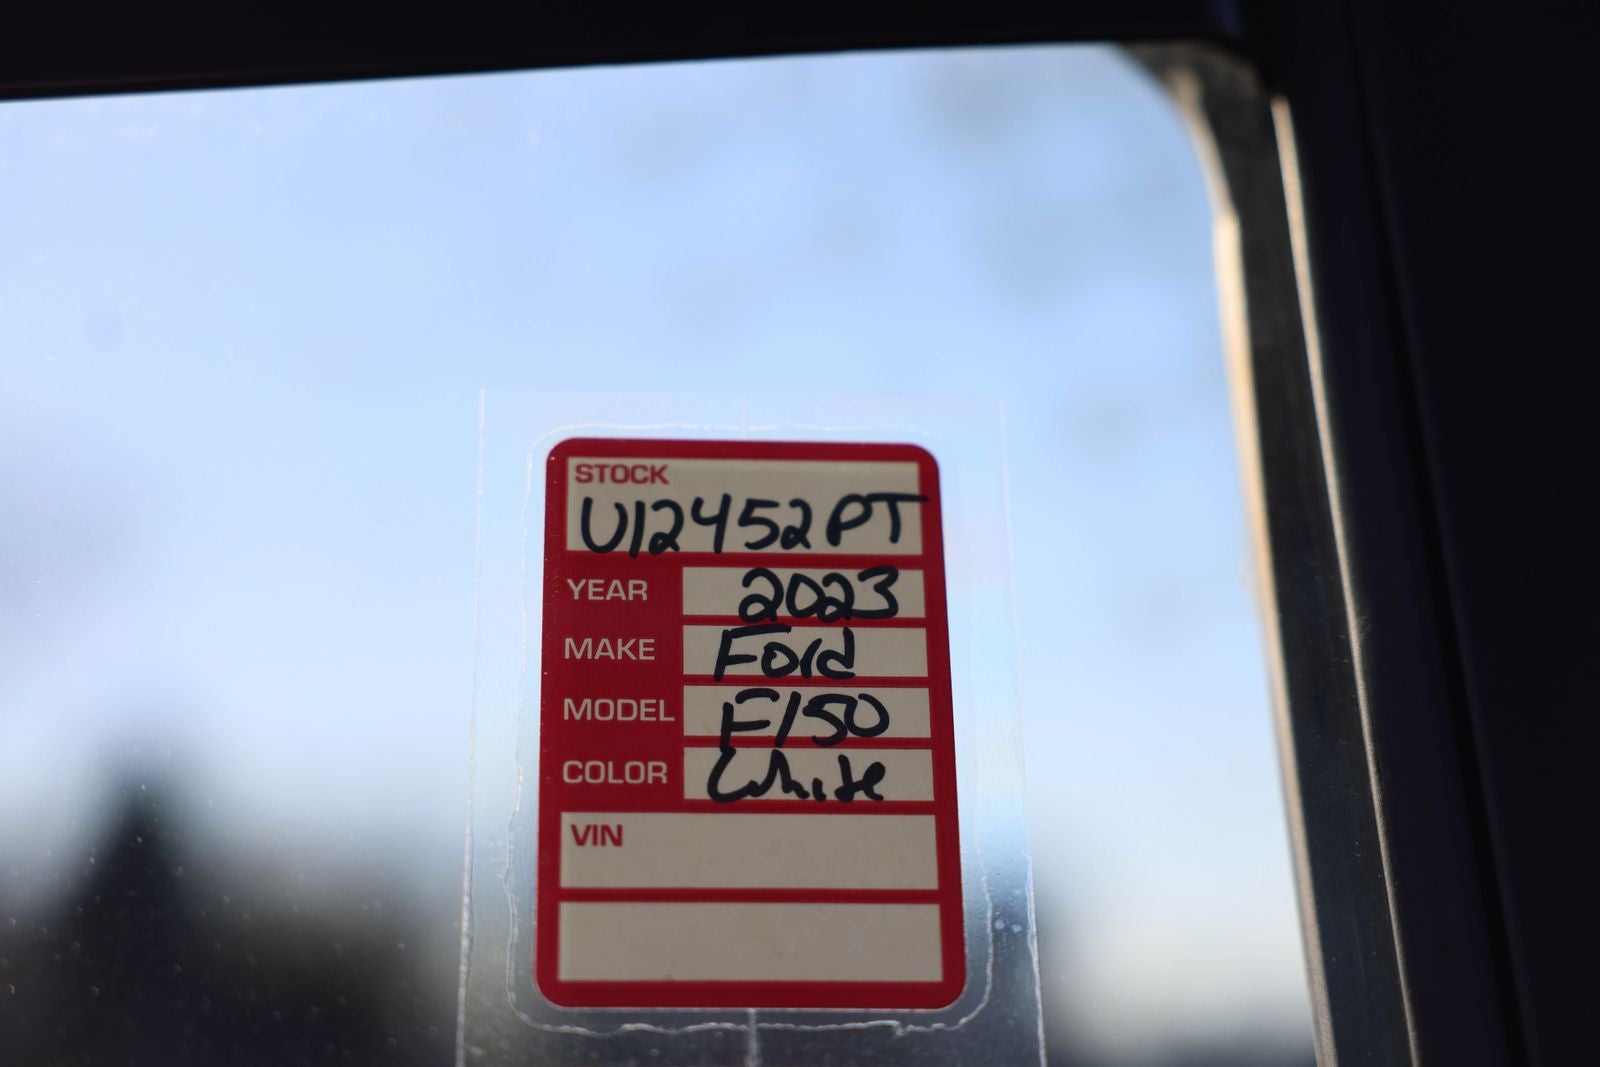 STOCK
U12452PT
YEAR 2023
MAKE Ford
MODEL F150
COLOR White
VIN